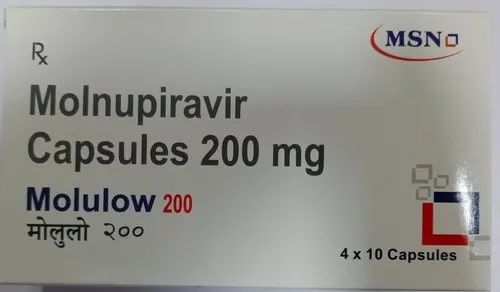 MSN
Rx
Molnupiravir
Capsules 200 mg
Molulow 200
मोलुलो २००
4 x 10 Capsules